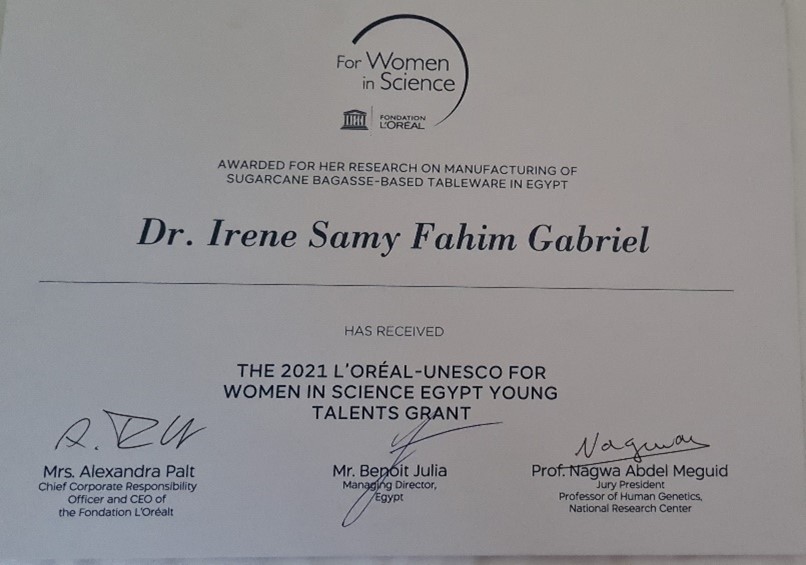 For Women
in Science
FONDATION
L'ORÉAL
AWARDED FOR HER RESEARCH ON MANUFACTURING OF
SUGARCANE BAGASSE-BASED TABLEWARE IN EGYPT
Dr. Irene Samy Fahim Gabriel
HAS RECEIVED
THE 2021 L'ORÉAL-UNESCO FOR
WOMEN IN SCIENCE EGYPT YOUNG
TALENTS GRANT
Mrs. Alexandra Palt
Chief Corporate Responsibility
Officer and CEO of
the Fondation L'Oréalt
Mr. Benoit Julia
Managing Director,
Egypt
Nagwa
Prof. Nagwa Abdel Meguid
Jury President
Professor of Human Genetics,
National Research Center